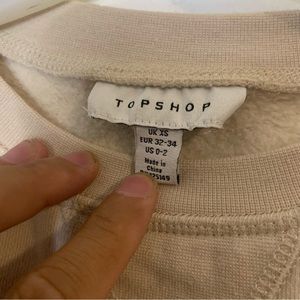 TOPSHOP
UK XS
EUR 32-34
US 0-2
Made in
China